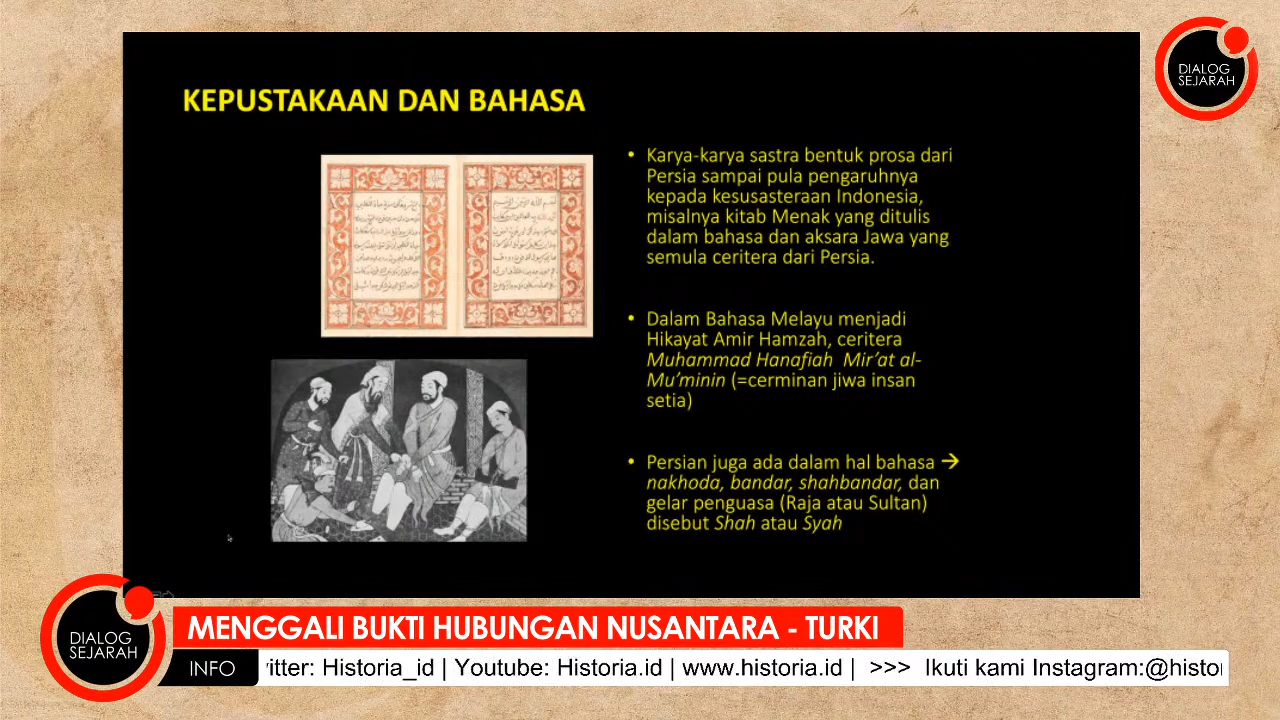 DIALOG
SEJARAH
KEPUSTAKAAN DAN BAHASA
• Karya-karya sastra bentuk prosa dari
Persia sampai pula pengaruhnya
kepada kesusasteraan Indonesia,
misalnya kitab Menak yang ditulis
dalam bahasa dan aksara Jawa yang
semula ceritera dari Persia.
• Dalam Bahasa Melayu menjadi
Hikayat Amir Hamzah, ceritera
Muhammad Hanafiah Mir’at al-
Mu’minin (=cerminan jiwa insan
setia)
• Persian juga ada dalam hal bahasa →
nakhoda, bandar, shahbandar, dan
gelar penguasa (Raja atau Sultan)
disebut Shah atau Syah
DIALOG
SEJARAH
MENGGALI BUKTI HUBUNGAN NUSANTARA - TURKI
INFO
itter: Historia_id | Youtube: Historia.id | www.historia.id | >>> Ikuti kami Instagram:@histor